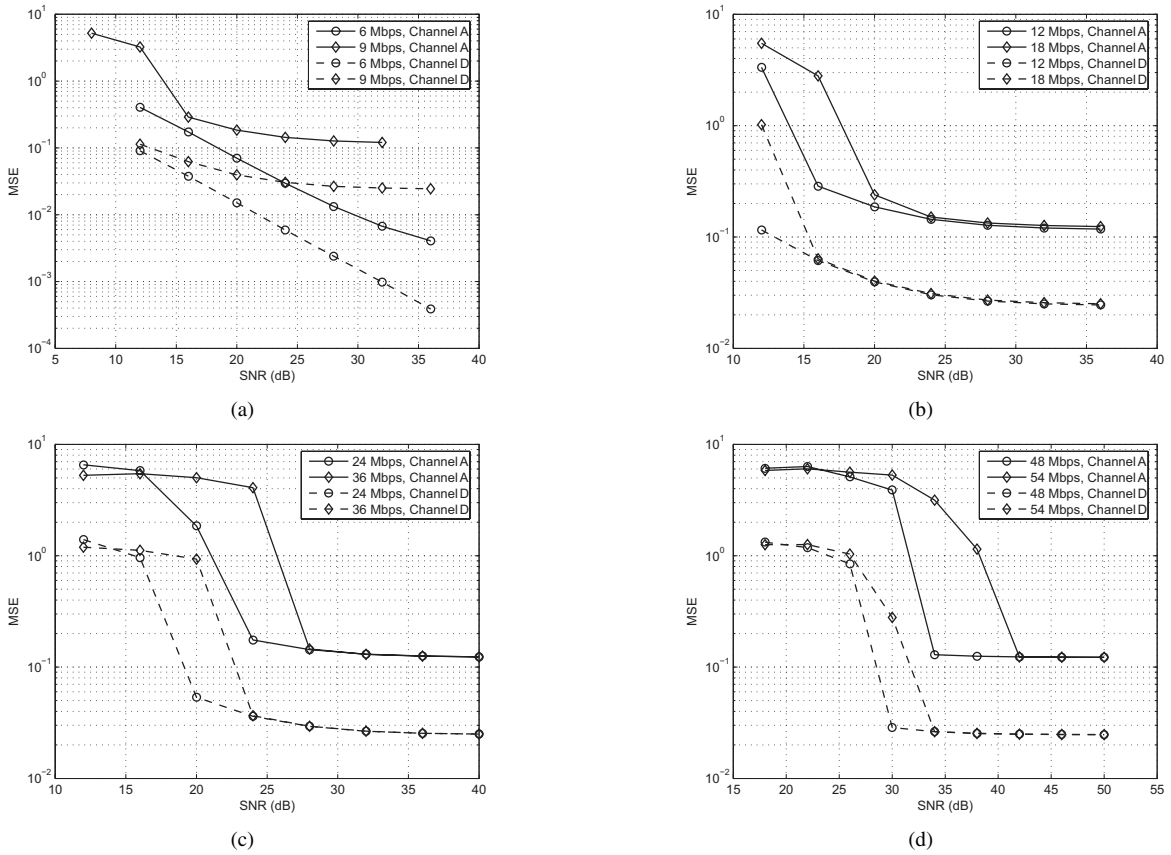 10^1
10^0
10^−1
10^−2
10^−3
10^−4
MSE
5 10 15 20 25 30 35 40
SNR (dB)
6 Mbps, Channel A
9 Mbps, Channel A
6 Mbps, Channel D
9 Mbps, Channel D
(a)
10^1
10^0
10^−1
10^−2
MSE
10 15 20 25 30 35 40
SNR (dB)
12 Mbps, Channel A
18 Mbps, Channel A
12 Mbps, Channel D
18 Mbps, Channel D
(b)
10^1
10^0
10^−1
10^−2
MSE
10 15 20 25 30 35 40
SNR (dB)
24 Mbps, Channel A
36 Mbps, Channel A
24 Mbps, Channel D
36 Mbps, Channel D
(c)
10^1
10^0
10^−1
10^−2
MSE
15 20 25 30 35 40 45 50 55
SNR (dB)
48 Mbps, Channel A
54 Mbps, Channel A
48 Mbps, Channel D
54 Mbps, Channel D
(d)